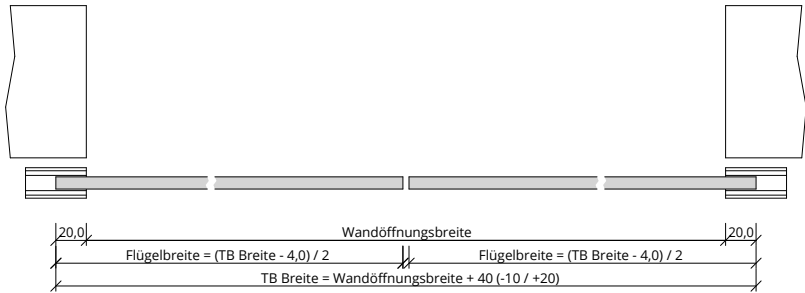 20,0 Wandöffnungsbreite 20,0
Flügelbreite = (TB Breite - 4,0) / 2 Flügelbreite = (TB Breite - 4,0) / 2
TB Breite = Wandöffnungsbreite + 40 (-10 / +20)